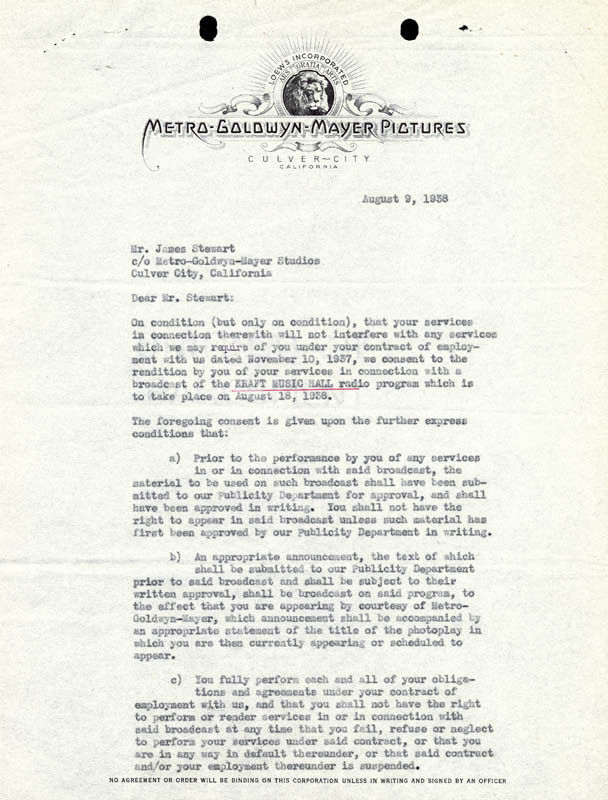 LOEW'S INCORPORATED
ARS GRATIA ARTIS
METRO-GOLDWYN-MAYER PICTURES
CULVER~CITY
CALIFORNIA
August 9, 1938
Mr. James Stewart
c/o Metro-Goldwyn-Mayer Studios
Culver City, California
Dear Mr. Stewart:
On condition (but only on condition), that your services
in connection therewith will not interfere with any services
which we may require of you under your contract of employ-
ment with us dated November 10, 1937, we consent to the
rendition by you of your services in connection with a
broadcast of the KRAFT MUSIC HALL radio program which is
to take place on August 18, 1938.
The foregoing consent is given upon the further express
conditions that:
a) Prior to the performance by you of any services
in or in connection with said broadcast, the
material to be used on such broadcast shall have been sub-
mitted to our Publicity Department for approval, and shall
have been approved in writing. You shall not have the
right to appear in said broadcast unless such material has
first been approved by our Publicity Department in writing.
b) An appropriate announcement, the text of which
shall be submitted to our Publicity Department
prior to said broadcast and shall be subject to their
written approval, shall be broadcast on said program, to
the effect that you are appearing by courtesy of Metro-
Goldwyn-Mayer, which announcement shall be accompanied by
an appropriate statement of the title of the photoplay in
which you are then currently appearing or scheduled to
appear.
c) You fully perform each and all of your obliga-
tions and agreements under your contract of
employment with us, and that you shall not have the right
to perform or render services in or in connection with
said broadcast at any time that you fail, refuse or neglect
to perform your services under said contract, or that you
are in any way in default thereunder, or that said contract
and/or your employment thereunder is suspended.
NO AGREEMENT OR ORDER WILL BE BINDING ON THIS CORPORATION UNLESS IN WRITING AND SIGNED BY AN OFFICER